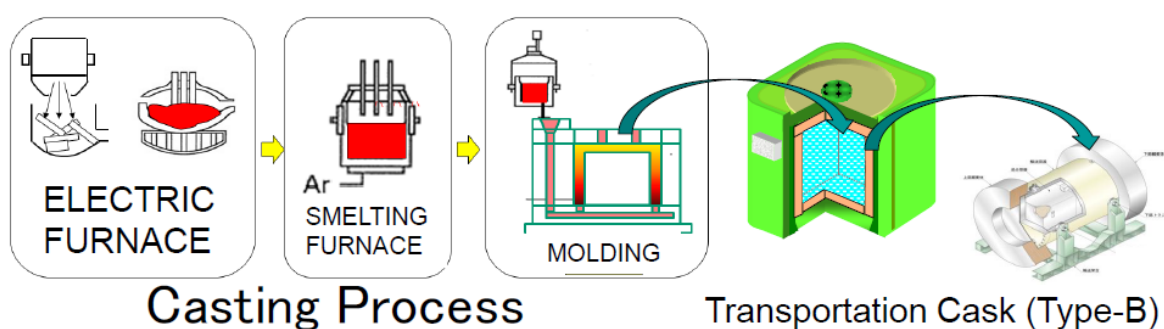 ELECTRIC
FURNACE
Ar
SMELTING
FURNACE
MOLDING
Casting Process
Transportation Cask (Type-B)